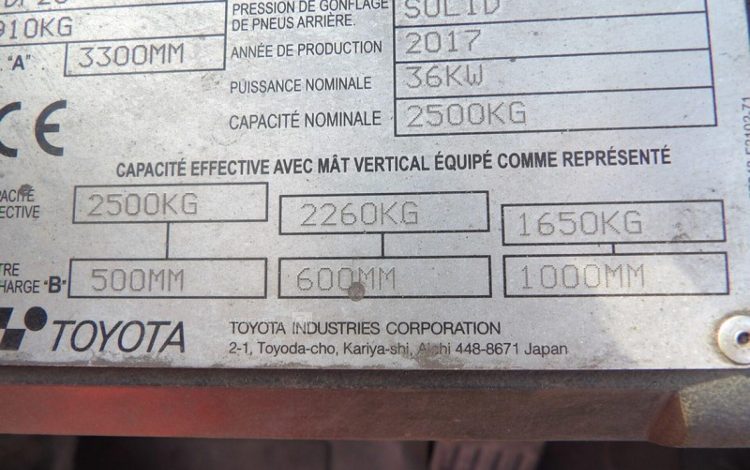 PRESSION DE GONFLAGE
DE PNEUS ARRIÈRE.
SOLID
910KG
"A" 3300MM
ANNÉE DE PRODUCTION 2017
PUISSANCE NOMINALE 36KW
CAPACITÉ NOMINALE 2500KG
CE
CAPACITÉ EFFECTIVE AVEC MÂT VERTICAL ÉQUIPÉ COMME REPRÉSENTÉ
2500KG 2260KG 1650KG
"B" 500MM 600MM 1000MM
TOYOTA
TOYOTA INDUSTRIES CORPORATION
2-1, Toyoda-cho, Kariya-shi, Aichi 448-8671 Japan